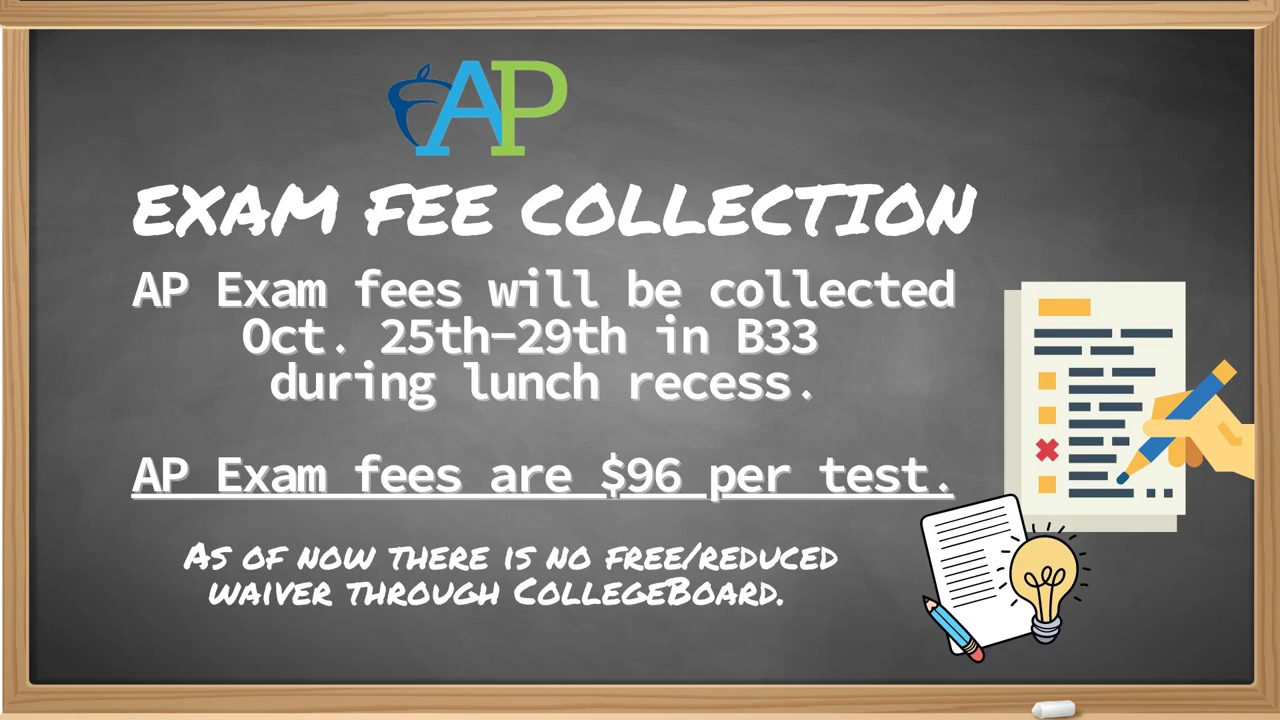 AP
EXAM FEE COLLECTION
AP Exam fees will be collected
Oct. 25th-29th in B33
during lunch recess.
AP Exam fees are $96 per test.
As of now there is no free/reduced
waiver through CollegeBoard.